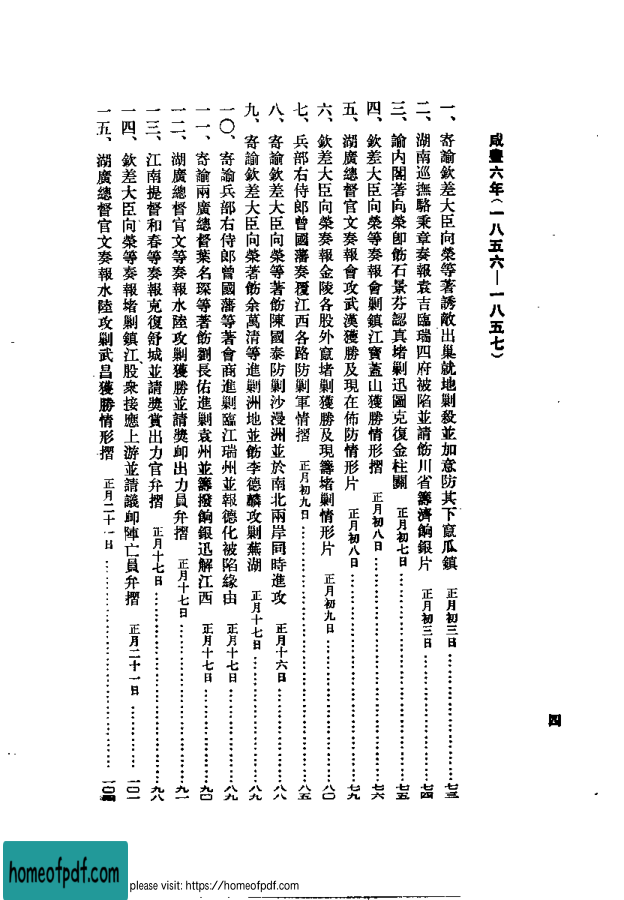 咸豐六年（一八五六—一八五七）
一、寄諭欽差大臣向榮等著誘敵出巢就地剿殺並加意防其下竄瓜鎮 正月初三日……七三
二、湖南巡撫駱秉章奏報袁吉臨瑞四府被陷並請飭川省籌濟餉銀片 正月初三日……七四
三、諭內閣著向榮卽飭石景芬認真堵剿迅圖克復金柱關 正月初七日……七五
四、欽差大臣向榮等奏報會剿鎮江寶蓋山獲勝情形摺 正月初八日……七六
五、湖廣總督官文奏報會攻武漢獲勝及現在佈防情形片 正月初八日……七九
六、欽差大臣向榮奏報金陵各股外竄堵剿獲勝及現籌堵剿情形片 正月初九日……八〇
七、兵部右侍郎曾國藩奏覆江西各路防剿軍情摺 正月初九日……八五
八、寄諭欽差大臣向榮等著飭陳國泰防剿沙漫洲並於南北兩岸同時進攻 正月十六日……八八
九、寄諭欽差大臣向榮著飭余萬清等進剿洲地並飭李德麟攻剿蕪湖 正月十七日……八九
一〇、寄諭兵部右侍郎曾國藩等著會商進剿臨江瑞州並報德化被陷緣由 正月十七日……八九
一一、寄諭兩廣總督葉名琛等著飭劉長佑進剿袁州並籌撥餉銀迅解江西 正月十七日……九〇
一二、湖廣總督官文等奏報水陸攻剿獲勝並請獎卹出力員弁摺 正月十七日……九一
一三、江南提督和春等奏報克復舒城並請獎賞出力官弁摺 正月十七日……九八
一四、欽差大臣向榮等奏報堵剿鎮江股衆接應上游並請議卹陣亡員弁摺 正月二十一日……一〇一
一五、湖廣總督官文奏報水陸攻剿武昌獲勝情形摺 正月二十一日……一〇四
四
homeofpdf.com
please visit: https://homeofpdf.com